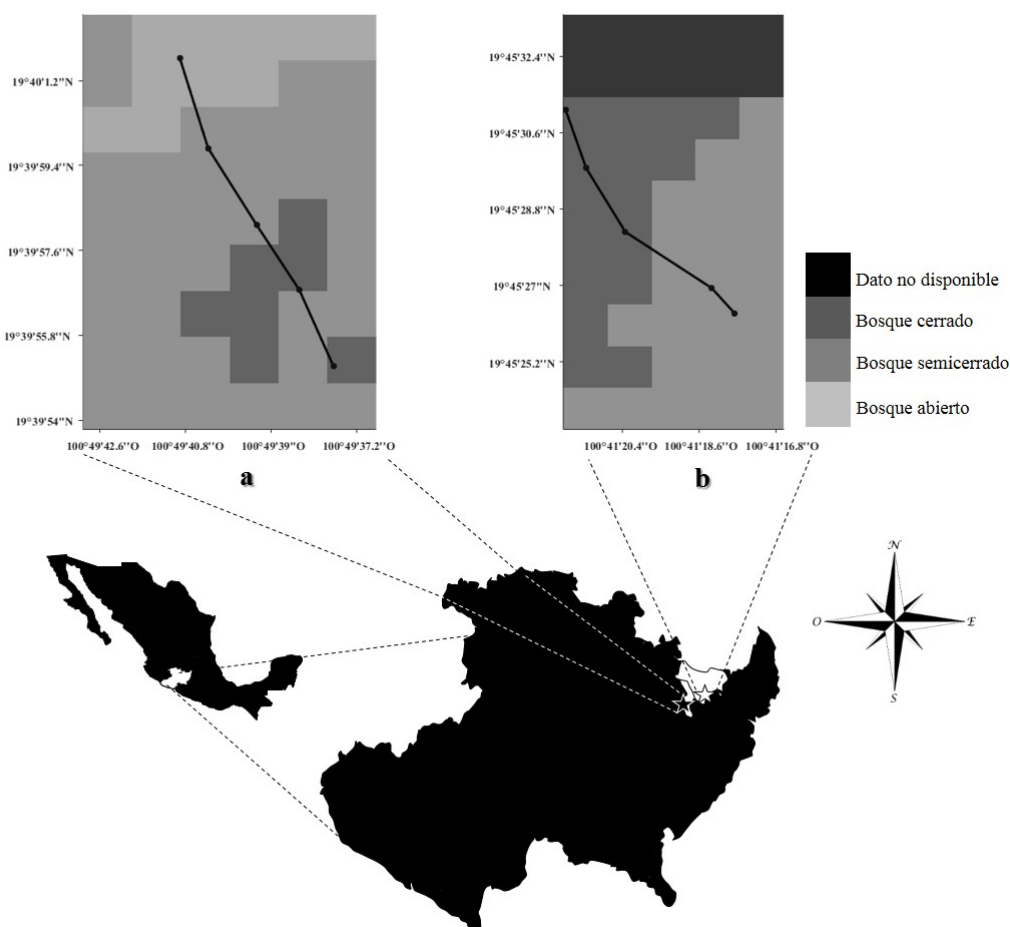 19°40'1.2''N
19°39'59.4''N
19°39'57.6''N
19°39'55.8''N
19°39'54''N
100°49'42.6''O 100°49'40.8''O 100°49'39''O 100°49'37.2''O
a
19°45'32.4''N
19°45'30.6''N
19°45'28.8''N
19°45'27''N
19°45'25.2''N
100°41'20.4''O 100°41'18.6''O 100°41'16.8''O
b
Dato no disponible
Bosque cerrado
Bosque semicerrado
Bosque abierto
N
O
E
S